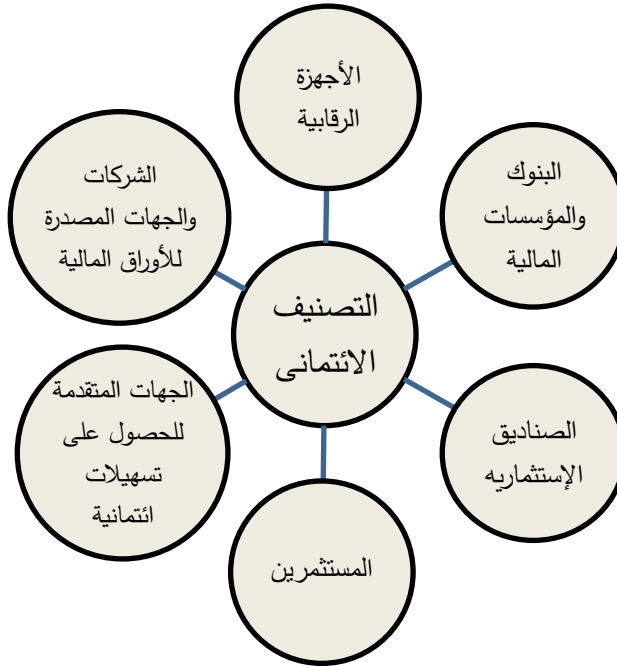 الأجهزة
الرقابية
البنوك
والمؤسسات
المالية
الشركات
والجهات المصدرة
للأوراق المالية
التصنيف
الائتمانى
الجهات المتقدمة
للحصول على
تسهيلات
ائتمانية
الصناديق
الإستثماريه
المستثمرين